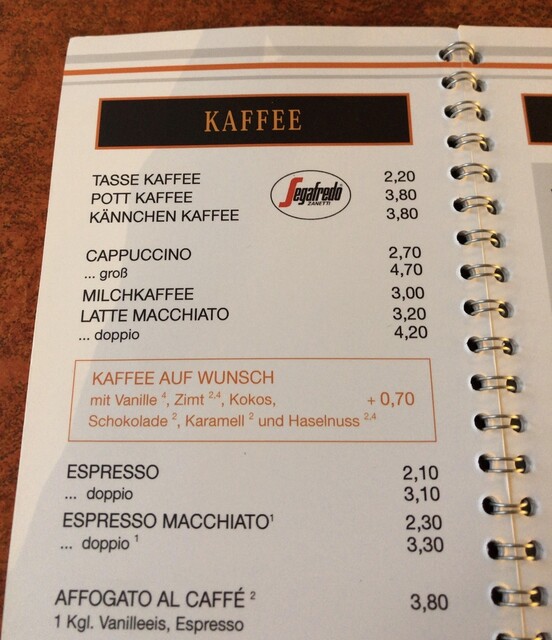 KAFFEE
TASSE KAFFEE 2,20
POTT KAFFEE 3,80
KÄNNCHEN KAFFEE 3,80
Segafredo
ZANETTI
CAPPUCCINO 2,70
... groß 4,70
MILCHKAFFEE 3,00
LATTE MACCHIATO 3,20
... doppio 4,20
KAFFEE AUF WUNSCH
mit Vanille ⁴, Zimt ²,⁴, Kokos, + 0,70
Schokolade ², Karamell ² und Haselnuss ²,⁴
ESPRESSO 2,10
... doppio 3,10
ESPRESSO MACCHIATO¹ 2,30
... doppio ¹ 3,30
AFFOGATO AL CAFFÉ ² 3,80
1 Kgl. Vanilleeis, Espresso